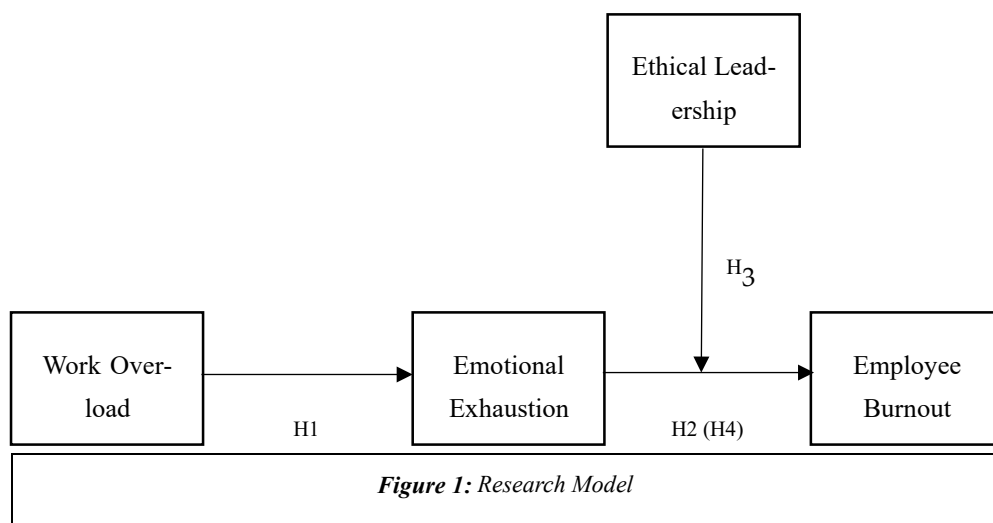 Ethical Lead-
ership
H3
Work Over-
load
H1
Emotional
Exhaustion
H2 (H4)
Employee
Burnout
Figure 1: Research Model